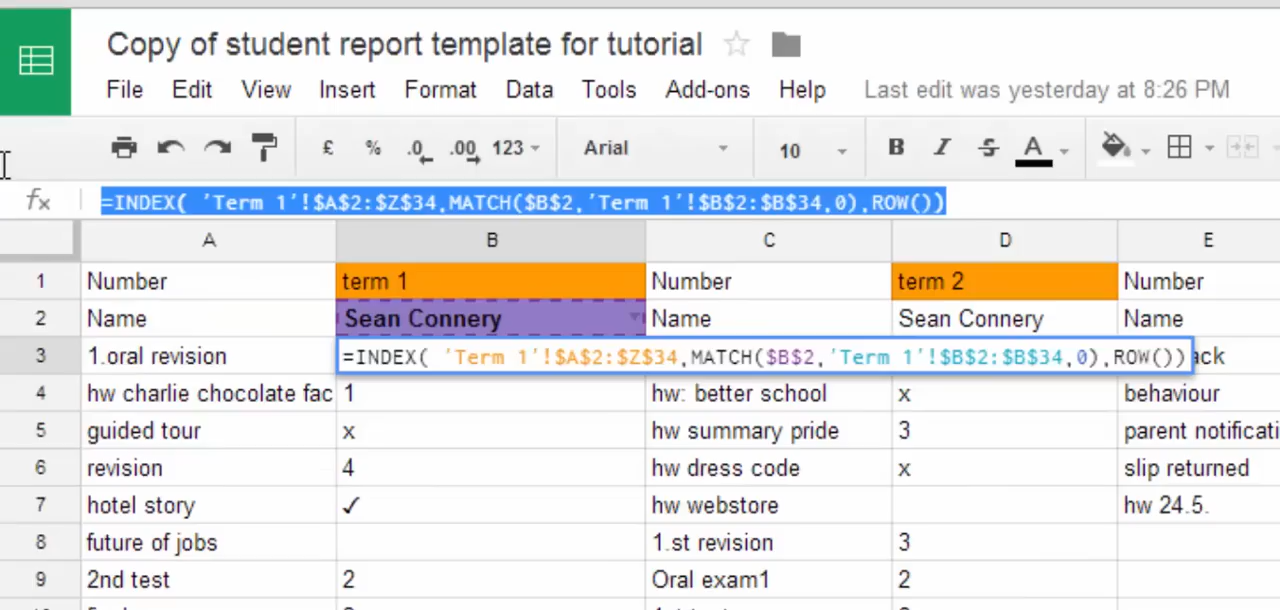 Copy of student report template for tutorial
File Edit View Insert Format Data Tools Add-ons Help Last edit was yesterday at 8:26 PM
£ % .0 .00 123 Arial 10 B I S A
fx =INDEX( 'Term 1'!$A$2:$Z$34,MATCH($B$2,'Term 1'!$B$2:$B$34,0),ROW())
A B C D E
1 Number term 1 Number term 2 Number
2 Name Sean Connery Name Sean Connery Name
3 1.oral revision =INDEX( 'Term 1'!$A$2:$Z$34,MATCH($B$2,'Term 1'!$B$2:$B$34,0),ROW()) ack
4 hw charlie chocolate fac 1 hw: better school x behaviour
5 guided tour x hw summary pride 3 parent notificati
6 revision 4 hw dress code x slip returned
7 hotel story ✓ hw webstore hw 24.5.
8 future of jobs 1.st revision 3
9 2nd test 2 Oral exam1 2